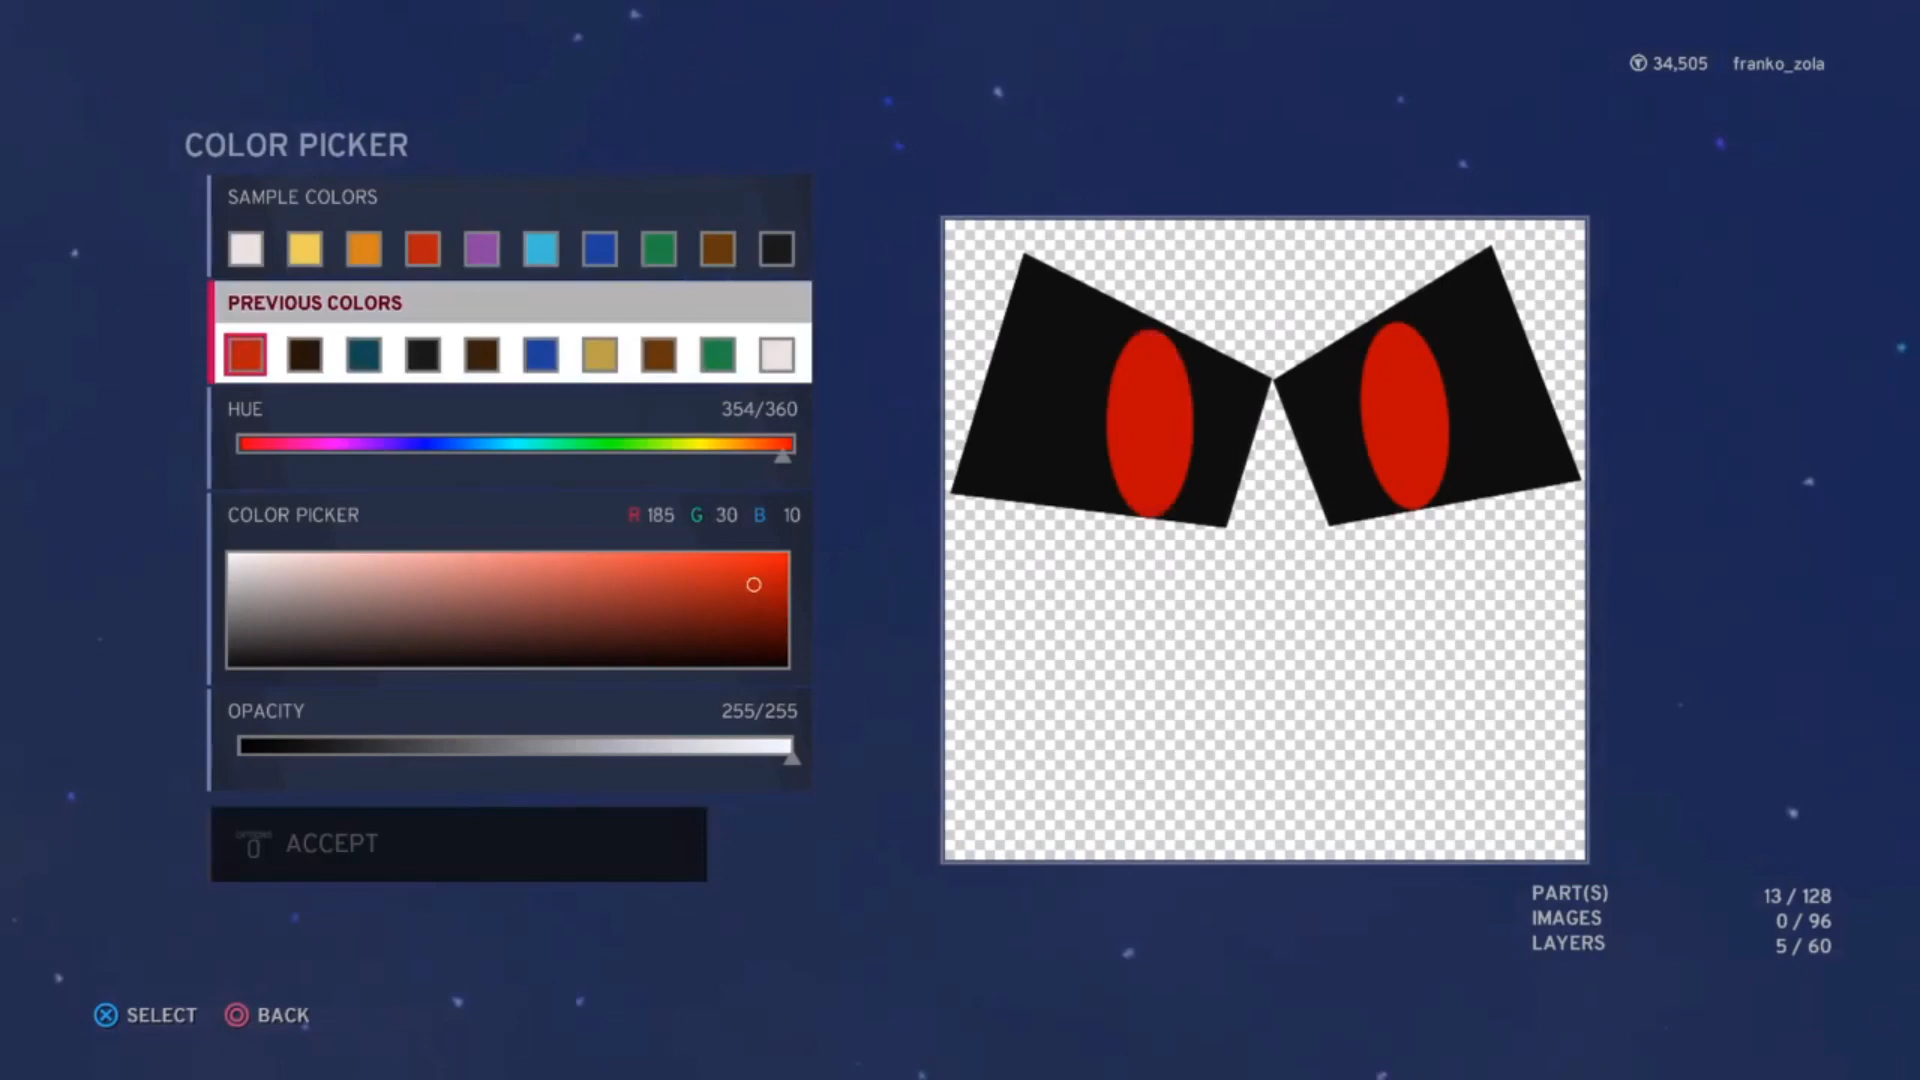 34,505 franko_zola
COLOR PICKER
SAMPLE COLORS
PREVIOUS COLORS
HUE 354/360
COLOR PICKER R 185 G 30 B 10
OPACITY 255/255
OPTIONS ACCEPT
PART(S) 13 / 128
IMAGES 0 / 96
LAYERS 5 / 60
SELECT BACK